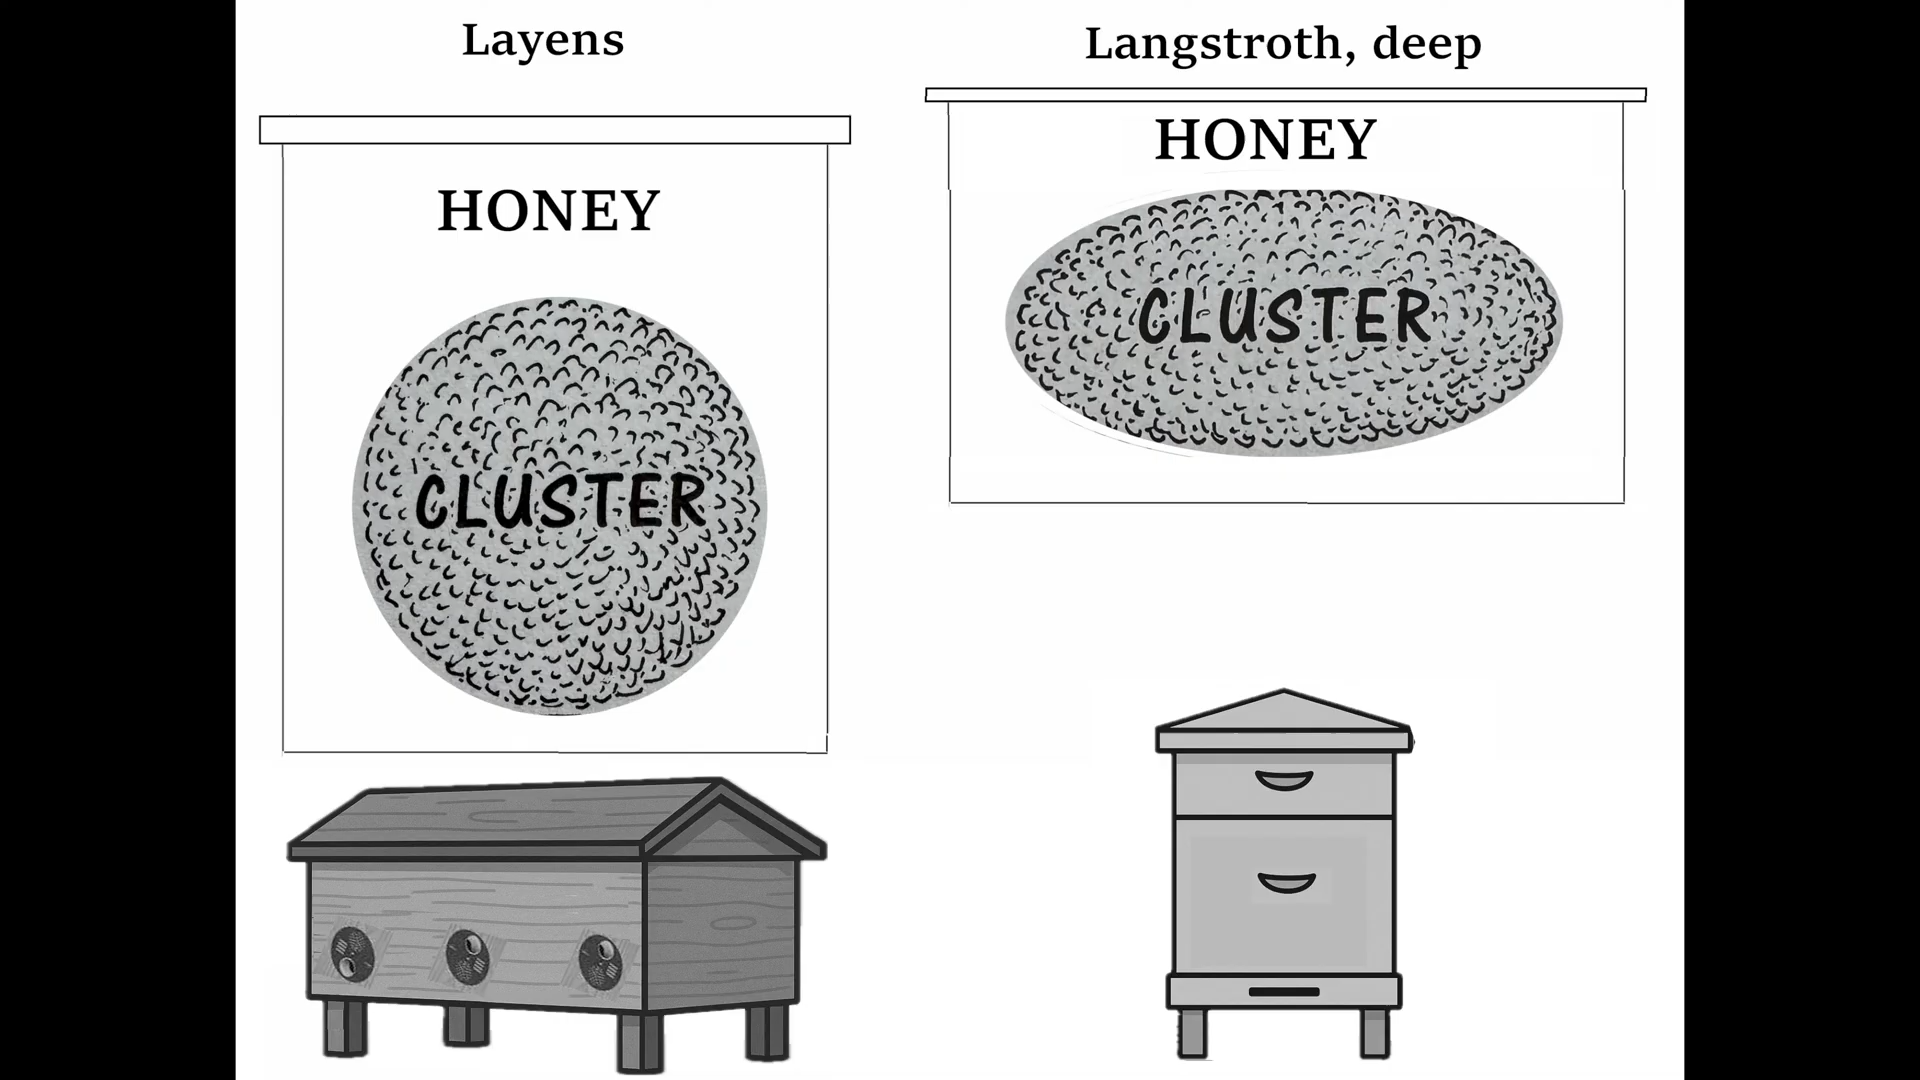 Layens
HONEY
CLUSTER
Langstroth, deep
HONEY
CLUSTER